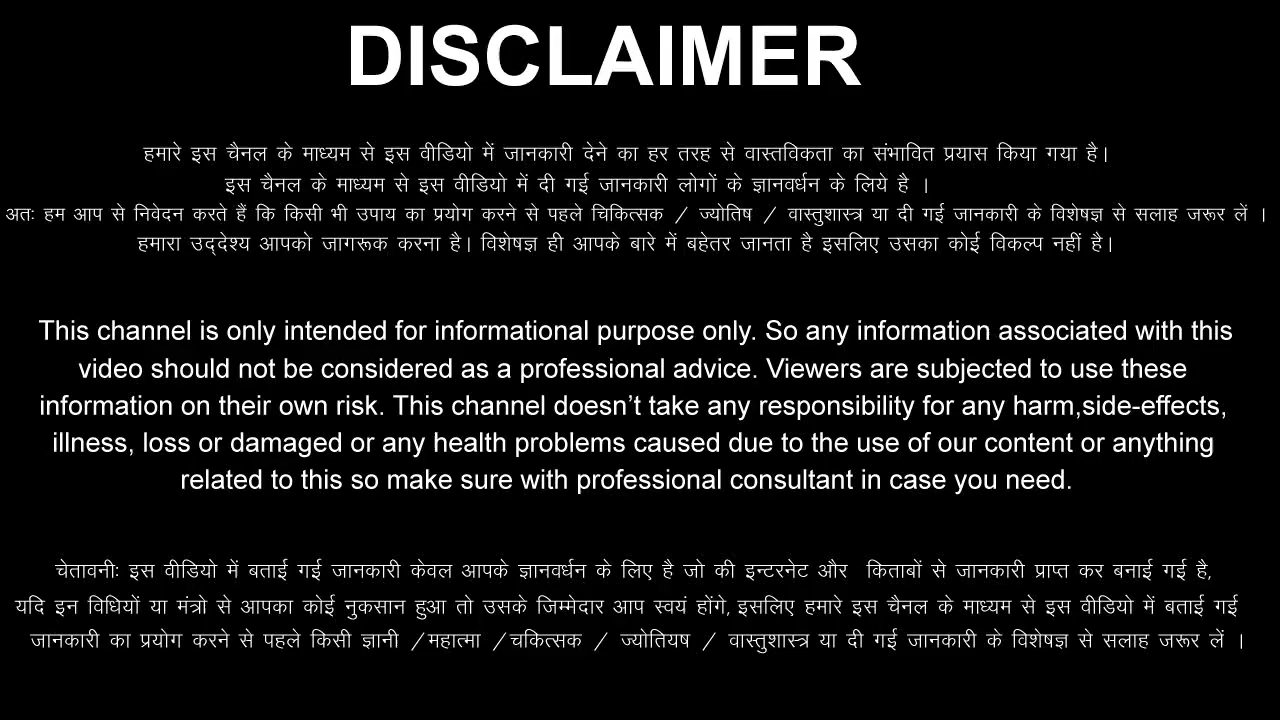 DISCLAIMER
हमारे इस चैनल के माध्यम से इस वीडियो में जानकारी देने का हर तरह से वास्तविकता का संभावित प्रयास किया गया है।
इस चैनल के माध्यम से इस वीडियो में दी गई जानकारी लोगों के ज्ञानवर्धन के लिये है ।
अतः हम आप से निवेदन करते हैं कि किसी भी उपाय का प्रयोग करने से पहले चिकित्सक / ज्योतिष / वास्तुशास्त्र या दी गई जानकारी के विशेषज्ञ से सलाह जरूर लें ।
हमारा उद्देश्य आपको जागरूक करना है। विशेषज्ञ ही आपके बारे में बहेतर जानता है इसलिए उसका कोई विकल्प नहीं है।
This channel is only intended for informational purpose only. So any information associated with this
video should not be considered as a professional advice. Viewers are subjected to use these
information on their own risk. This channel doesn’t take any responsibility for any harm,side-effects,
illness, loss or damaged or any health problems caused due to the use of our content or anything
related to this so make sure with professional consultant in case you need.
चेतावनीः इस वीडियो में बताई गई जानकारी केवल आपके ज्ञानवर्धन के लिए है जो की इन्टरनेट और किताबों से जानकारी प्राप्त कर बनाई गई है,
यदि इन विधियों या मंत्रो से आपका कोई नुकसान हुआ तो उसके जिम्मेदार आप स्वयं होंगे, इसलिए हमारे इस चैनल के माध्यम से इस वीडियो में बताई गई
जानकारी का प्रयोग करने से पहले किसी ज्ञानी /महात्मा /चकित्सक / ज्योतियष / वास्तुशास्त्र या दी गई जानकारी के विशेषज्ञ से सलाह जरूर लें ।